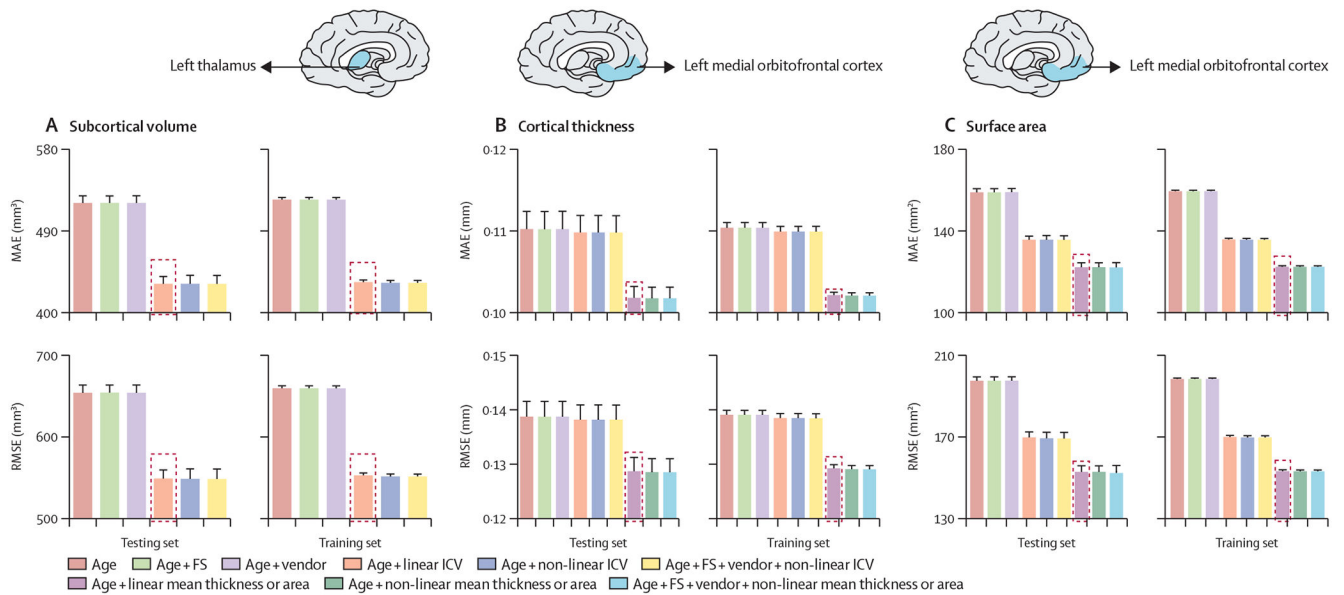 Left thalamus
Left medial orbitofrontal cortex
Left medial orbitofrontal cortex
A Subcortical volume
B Cortical thickness
C Surface area
580
490
400
MAE (mm³)
0·12
0·11
0·10
MAE (mm)
180
140
100
MAE (mm²)
700
600
500
RMSE (mm³)
Testing set
Training set
0·15
0·14
0·13
0·12
RMSE (mm)
Testing set
Training set
210
170
130
RMSE (mm²)
Testing set
Training set
Age
Age + FS
Age + vendor
Age + linear ICV
Age + non-linear ICV
Age + FS + vendor + non-linear ICV
Age + linear mean thickness or area
Age + non-linear mean thickness or area
Age + FS + vendor + non-linear mean thickness or area